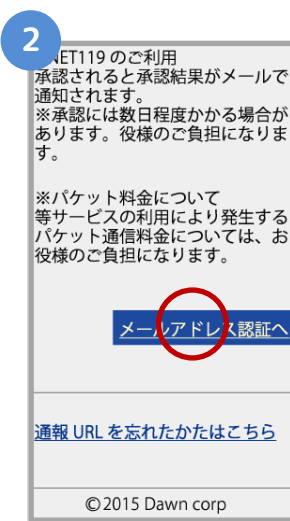 2
NET119 のご利用
承認されると承認結果がメールで
通知されます。
※承認には数日程度かかる場合が
あります。役様のご負担になりま
す。
※パケット料金について
等サービスの利用により発生する
パケット通信料金については、お
役様のご負担になります。
メールアドレス認証へ
通報 URL を忘れたかたはこちら
©2015 Dawn corp